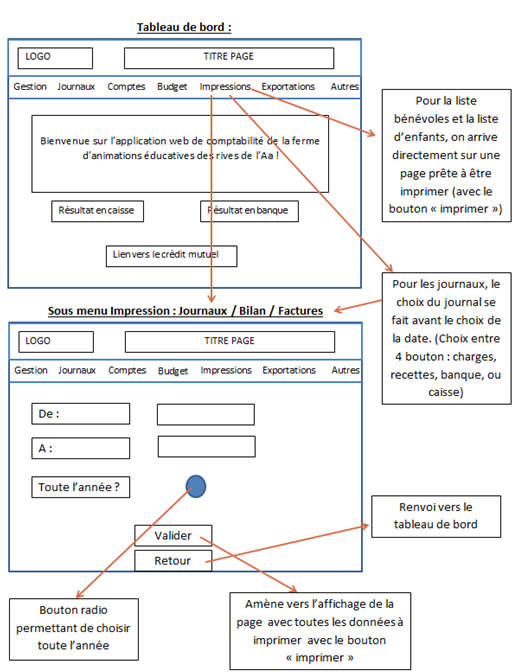 Tableau de bord :
LOGO
TITRE PAGE
Gestion Journaux Comptes Budget Impressions Exportations Autres
Bienvenue sur l'application web de comptabilité de la ferme
d'animations éducatives des rives de l'Aa !
Résultat en caisse
Résultat en banque
Lien vers le crédit mutuel
Pour la liste
bénévoles et la liste
d'enfants, on arrive
directement sur une
page prête à être
imprimer (avec le
bouton « imprimer »)
Pour les journaux, le
choix du journal se
fait avant le choix de
la date. (Choix entre
4 bouton : charges,
recettes, banque, ou
caisse)
Sous menu Impression : Journaux / Bilan / Factures
LOGO
TITRE PAGE
Gestion Journaux Comptes Budget Impressions Exportations Autres
De :
A :
Toute l'année ?
Valider
Retour
Renvoi vers le
tableau de bord
Bouton radio
permettant de choisir
toute l'année
Amène vers l'affichage de la
page avec toutes les données à
imprimer avec le bouton
« imprimer »